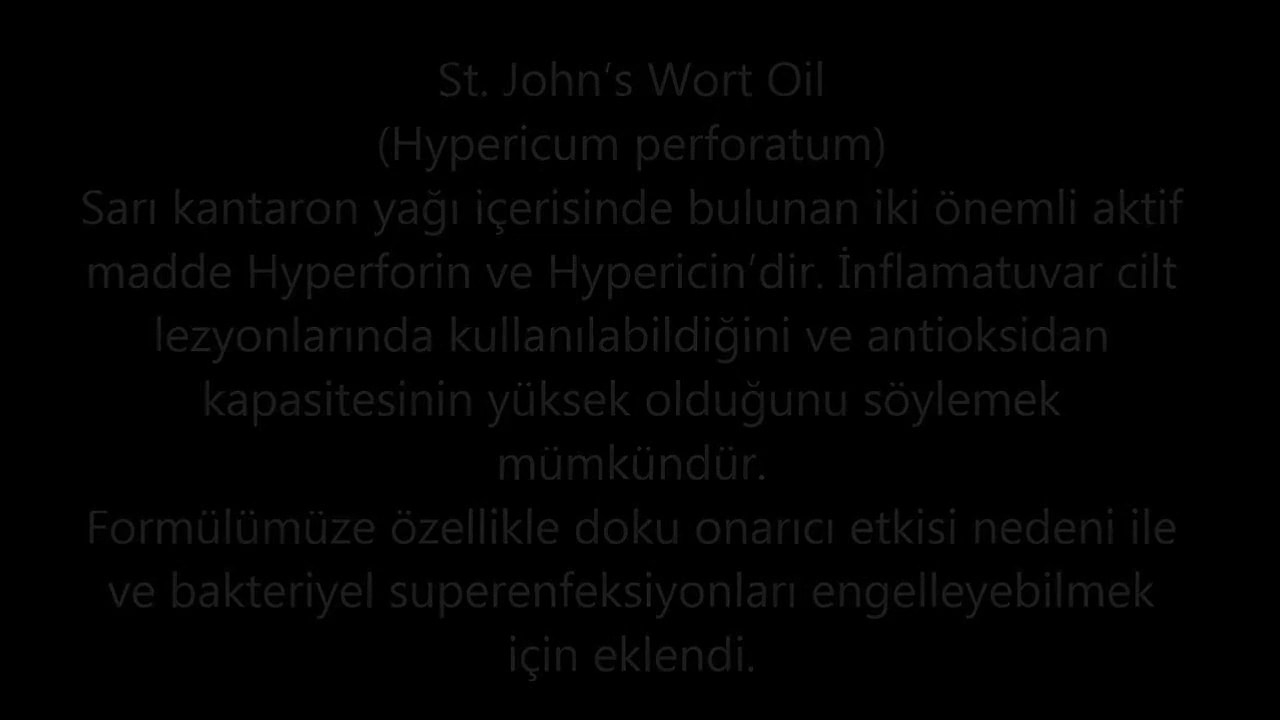 St. John’s Wort Oil
(Hypericum perforatum)
Sarı kantaron yağı içerisinde bulunan iki önemli aktif
madde Hyperforin ve Hypericin’dir. İnflamatuvar cilt
lezyonlarında kullanılabildiğini ve antioksidan
kapasitesinin yüksek olduğunu söylemek
mümkündür.
Formülümüze özellikle doku onarıcı etkisi nedeni ile
ve bakteriyel superenfeksiyonları engelleyebilmek
için eklendi.